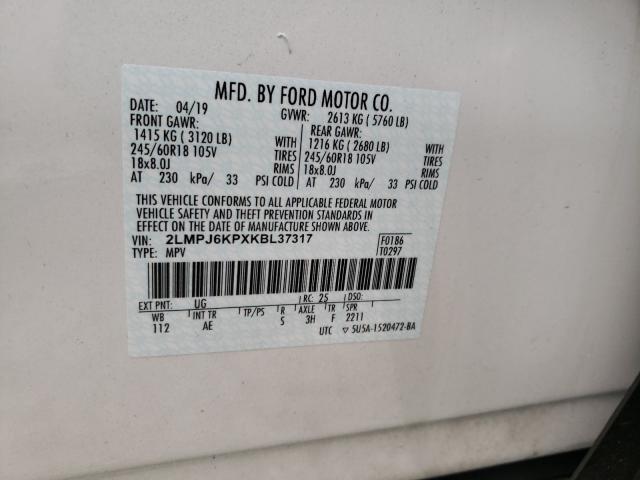 MFD. BY FORD MOTOR CO.
DATE: 04/19 GVWR: 2613 KG ( 5760 LB)
FRONT GAWR: REAR GAWR:
1415 KG ( 3120 LB) WITH 1216 KG ( 2680 LB) WITH
245/60R18 105V TIRES 245/60R18 105V TIRES
18x8.0J RIMS 18x8.0J RIMS
AT 230 kPa/ 33 PSI COLD AT 230 kPa/ 33 PSI COLD
THIS VEHICLE CONFORMS TO ALL APPLICABLE FEDERAL MOTOR
VEHICLE SAFETY AND THEFT PREVENTION STANDARDS IN
EFFECT ON THE DATE OF MANUFACTURE SHOWN ABOVE.
VIN: 2LMPJ6KPXKBL37317 F0186
TYPE: MPV T0297
EXT PNT: UG RC: 25 DSO:
WB INT TR TP/PS R AXLE TR SPR
112 AE S 3H F 2211
UTC ▽ 5U5A-1520472-BA